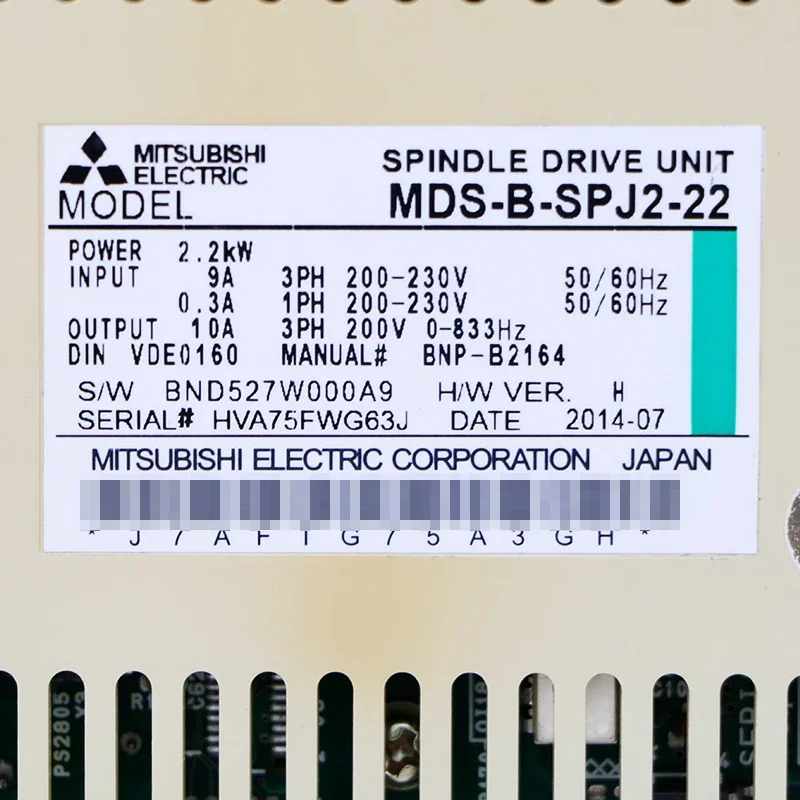 MITSUBISHI
ELECTRIC
SPINDLE DRIVE UNIT
MODEL MDS-B-SPJ2-22
POWER 2.2kW
INPUT 9A 3PH 200-230V 50/60Hz
0.3A 1PH 200-230V 50/60Hz
OUTPUT 10A 3PH 200V 0-833Hz
DIN VDE0160 MANUAL# BNP-B2164
S/W BND527W000A9 H/W VER. H
SERIAL# HVA75FWG63J DATE 2014-07
MITSUBISHI ELECTRIC CORPORATION JAPAN
* J 7 A F 1 G 7 5 A 3 G H *
PS2805